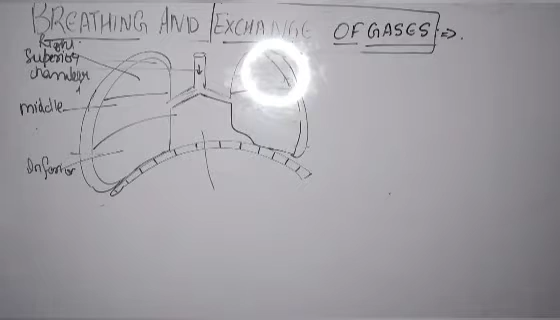 BREATHING AND EXCHANGE OF GASES ⇒.
Right
Superior
chamber
middle
Inferior